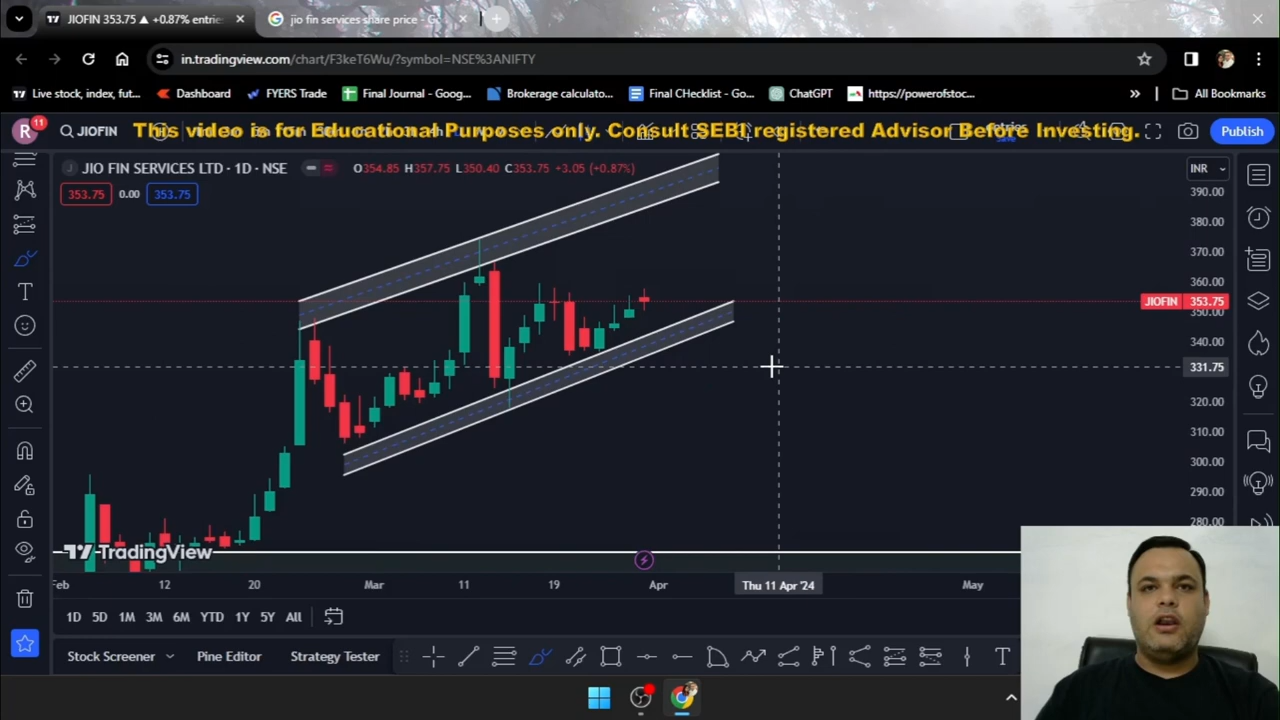 JIOFIN 353.75 ▲ +0.87% entrie
jio fin services share price - Go
in.tradingview.com/chart/F3keT6Wu/?symbol=NSE%3ANIFTY
Live stock, index, fut... Dashboard FYERS Trade Final Journal - Goog... Brokerage calculato... Final CHecklist - Go... ChatGPT https://powerofstoc... » All Bookmarks
R 11 JIOFIN
This video is for Educational Purposes only. Consult SEBI registered Advisor Before Investing.
Publish
JIO FIN SERVICES LTD · 1D · NSE O354.85 H357.75 L350.40 C353.75 +3.05 (+0.87%)
INR
353.75 0.00 353.75
390.00
380.00
370.00
360.00
JIOFIN 353.75
350.00
340.00
331.75
320.00
310.00
300.00
290.00
280.00
TradingView
Feb 12 20 Mar 11 19 Apr Thu 11 Apr '24 May
1D 5D 1M 3M 6M YTD 1Y 5Y All
Stock Screener Pine Editor Strategy Tester